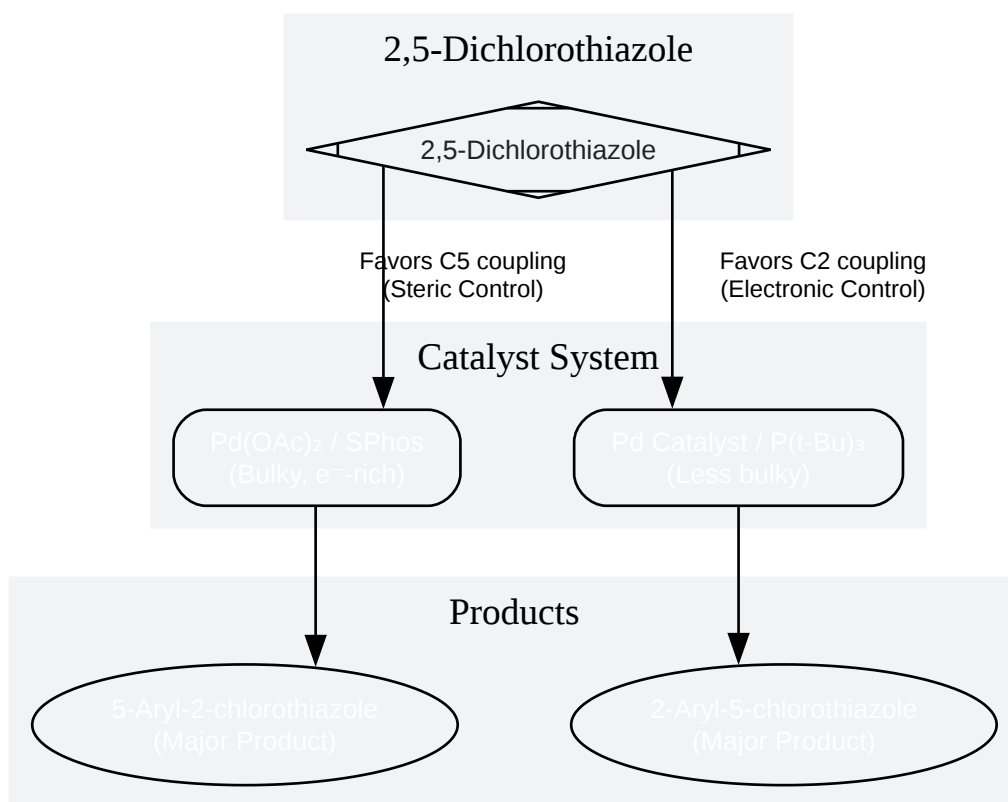 2,5-Dichlorothiazole
2,5-Dichlorothiazole
Favors C5 coupling
(Steric Control)
Favors C2 coupling
(Electronic Control)
Catalyst System
Pd(OAc)₂ / SPhos
(Bulky, e⁻-rich)
Pd Catalyst / P(t-Bu)₃
(Less bulky)
Products
5-Aryl-2-chlorothiazole
(Major Product)
2-Aryl-5-chlorothiazole
(Major Product)